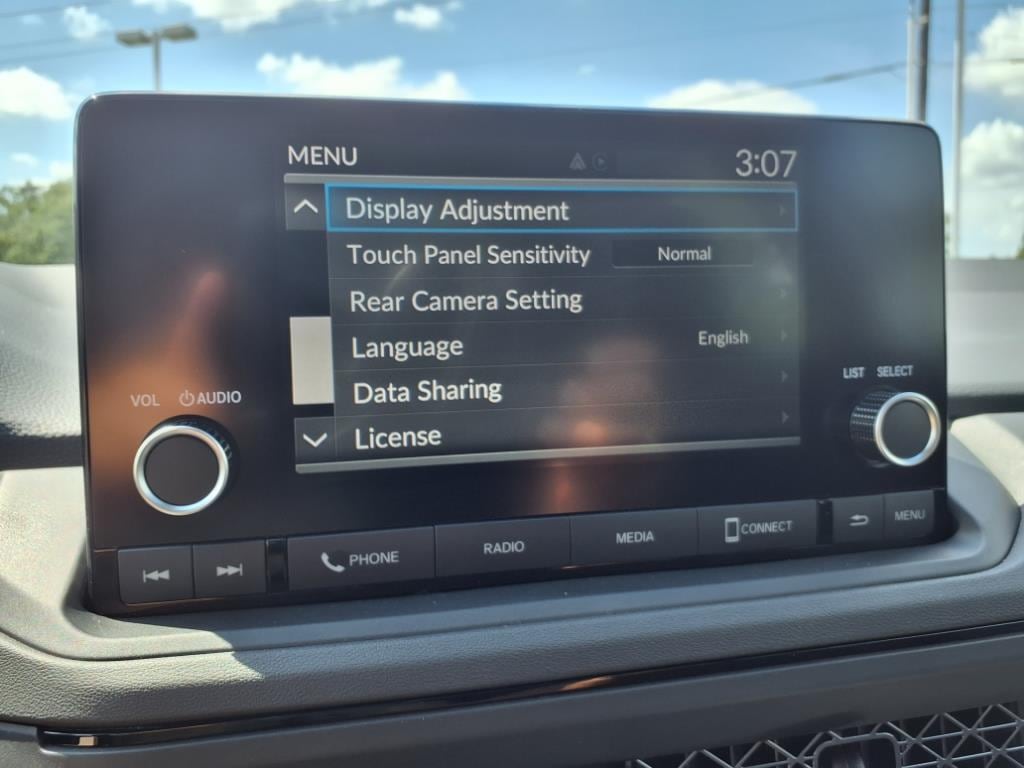 MENU 3:07
Display Adjustment
Touch Panel Sensitivity Normal
Rear Camera Setting
Language English
Data Sharing
License
VOL AUDIO
LIST SELECT
PHONE RADIO MEDIA CONNECT MENU